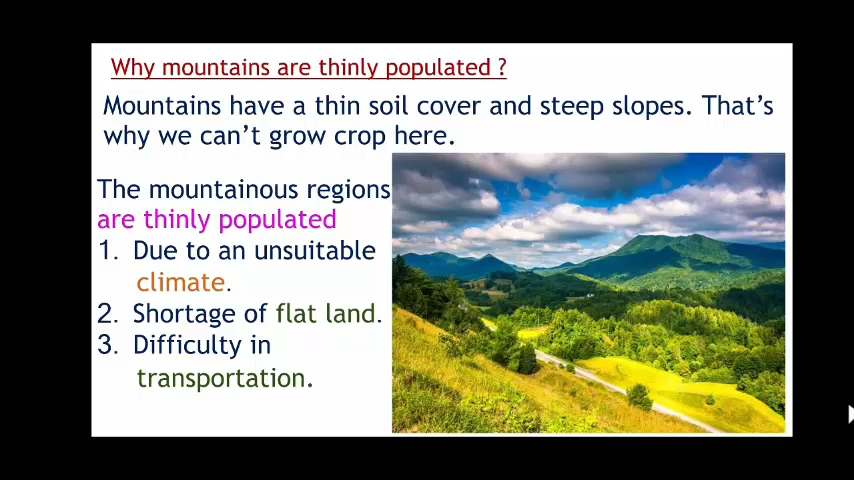 Why mountains are thinly populated ?
Mountains have a thin soil cover and steep slopes. That's
why we can't grow crop here.
The mountainous regions
are thinly populated
1. Due to an unsuitable
climate.
2. Shortage of flat land.
3. Difficulty in
transportation.